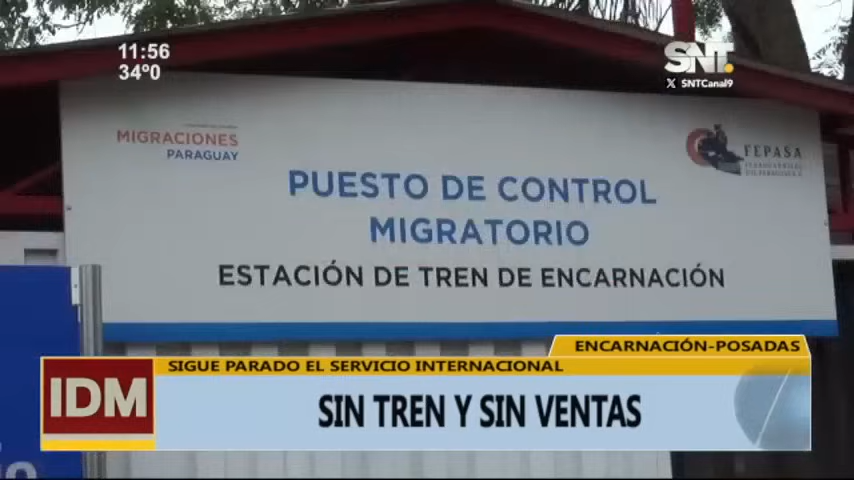 11:56
34º0
SNT.
X SNTCanal9
MIGRACIONES
PARAGUAY
FEPASA
PUESTO DE CONTROL
MIGRATORIO
ESTACIÓN DE TREN DE ENCARNACIÓN
ENCARNACIÓN-POSADAS
SIGUE PARADO EL SERVICIO INTERNACIONAL
IDM
SIN TREN Y SIN VENTAS